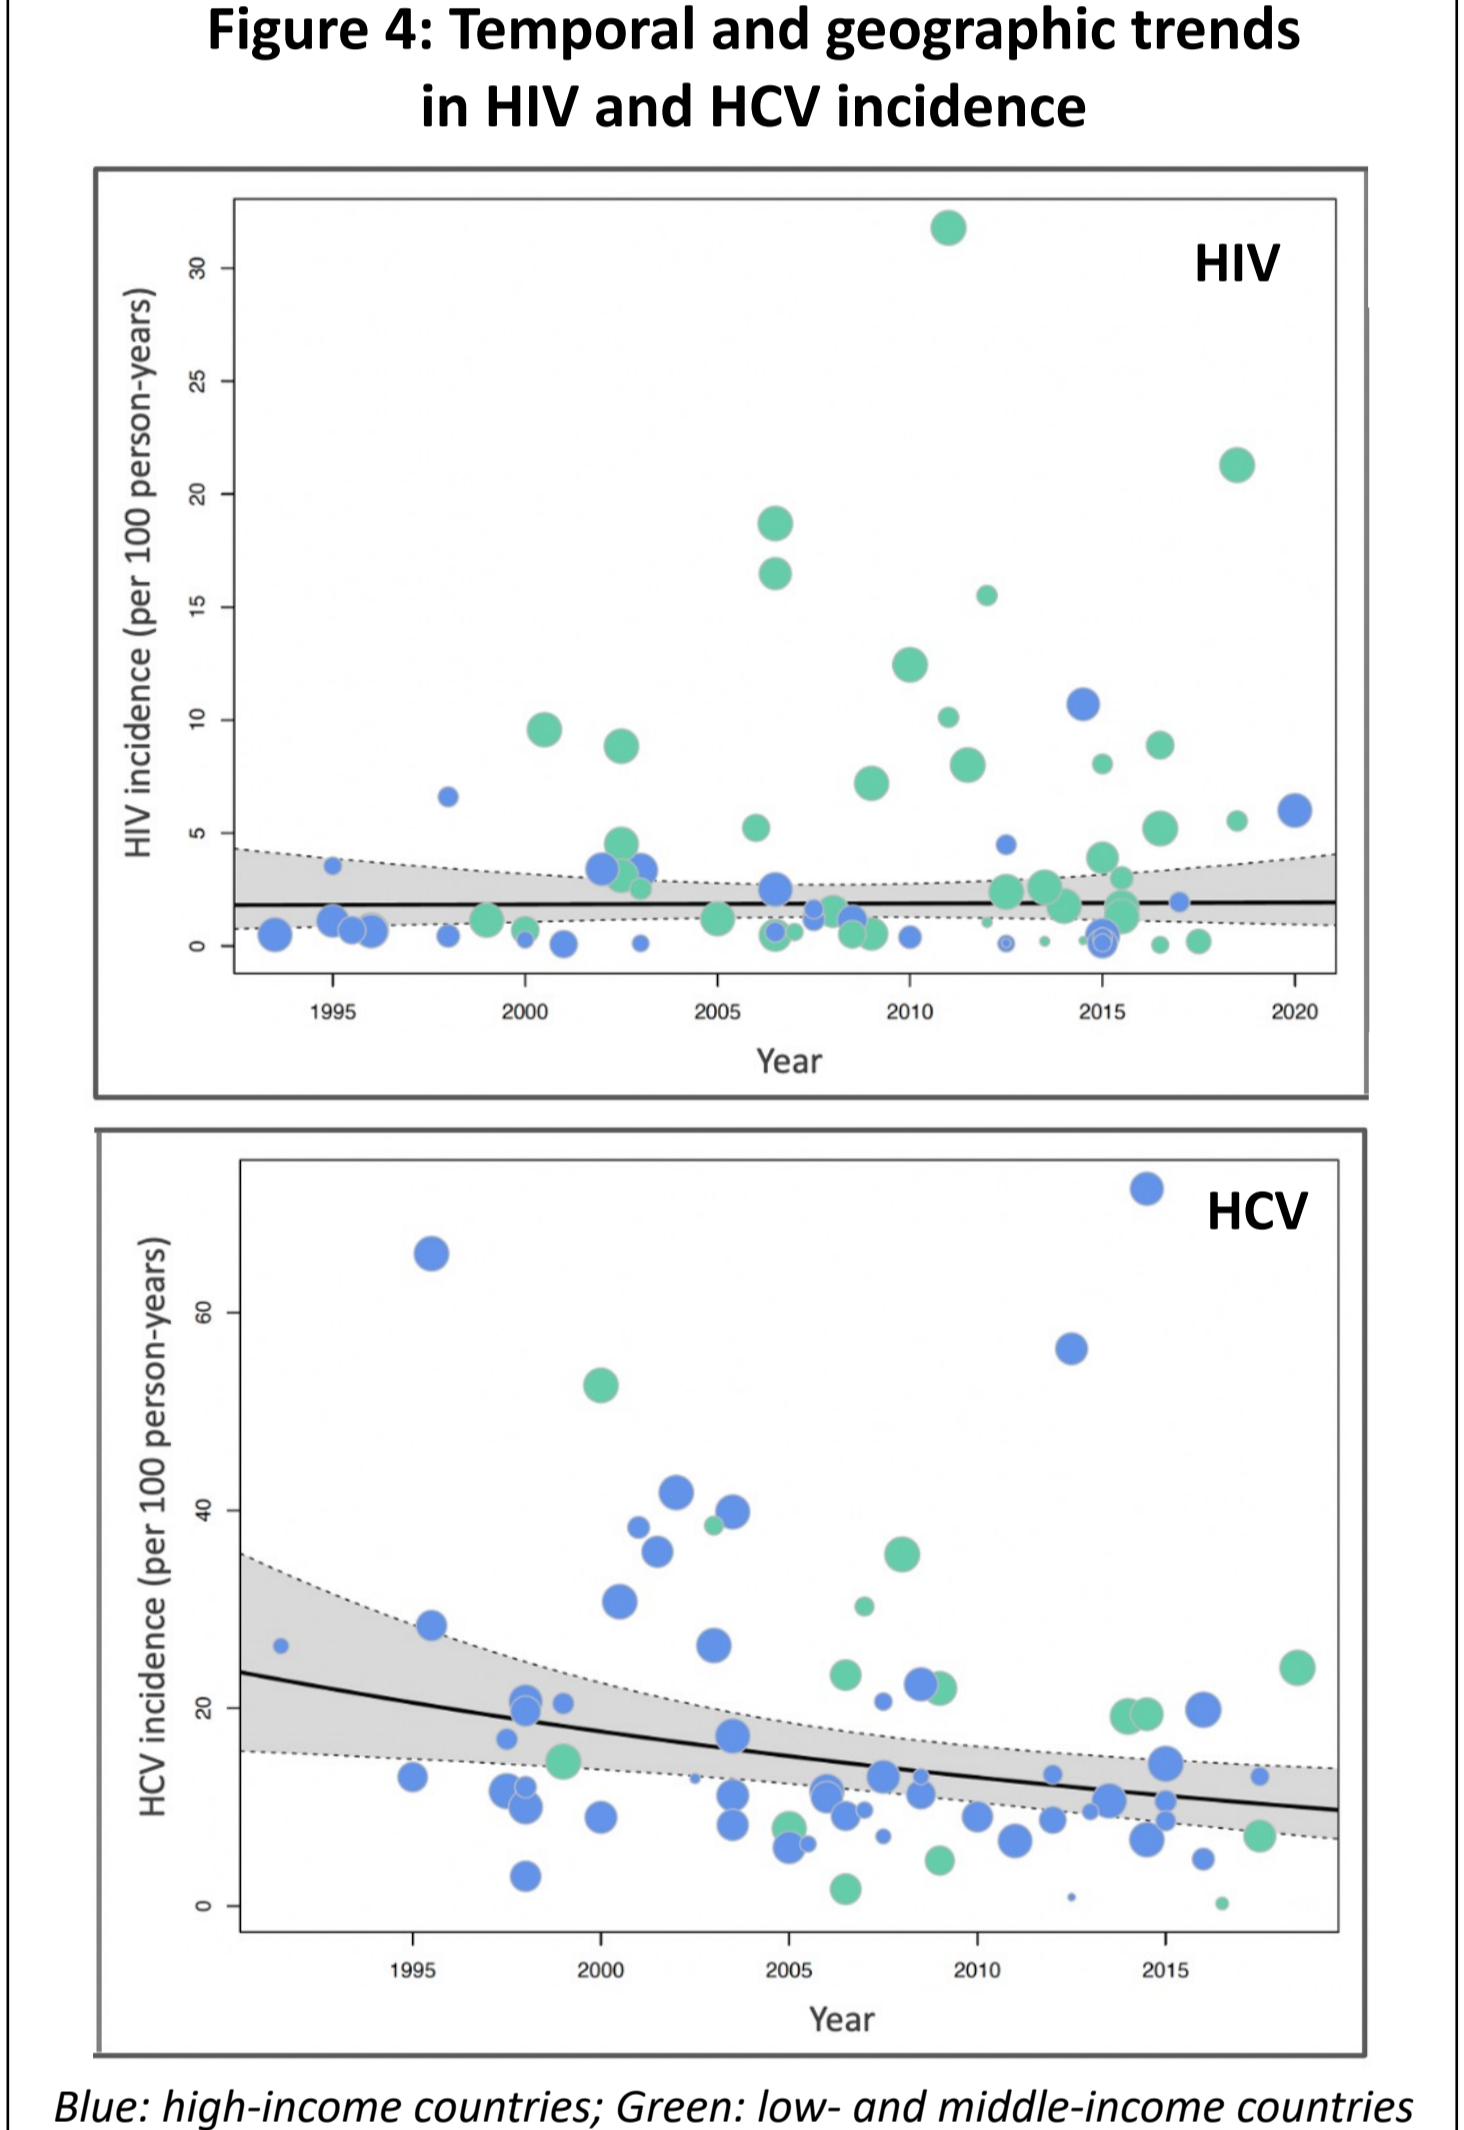 Figure 4: Temporal and geographic trends
in HIV and HCV incidence
HIV
HIV incidence (per 100 person-years)
30
25
20
15
10
5
0
1995 2000 2005 2010 2015 2020
Year
HCV
HCV incidence (per 100 person-years)
60
40
20
0
1995 2000 2005 2010 2015
Year
Blue: high-income countries; Green: low- and middle-income countries